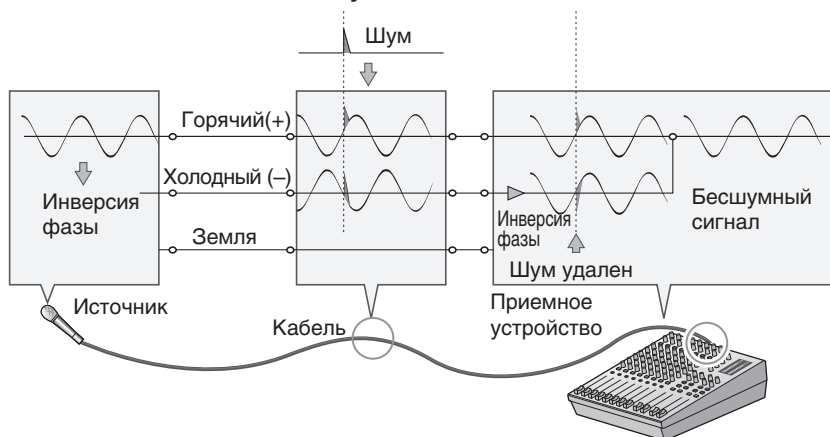 Шум
Горячий(+)
Холодный (–)
Инверсия
фазы
Земля
Инверсия
фазы
Шум удален
Бесшумный
сигнал
Источник
Кабель
Приемное
устройство